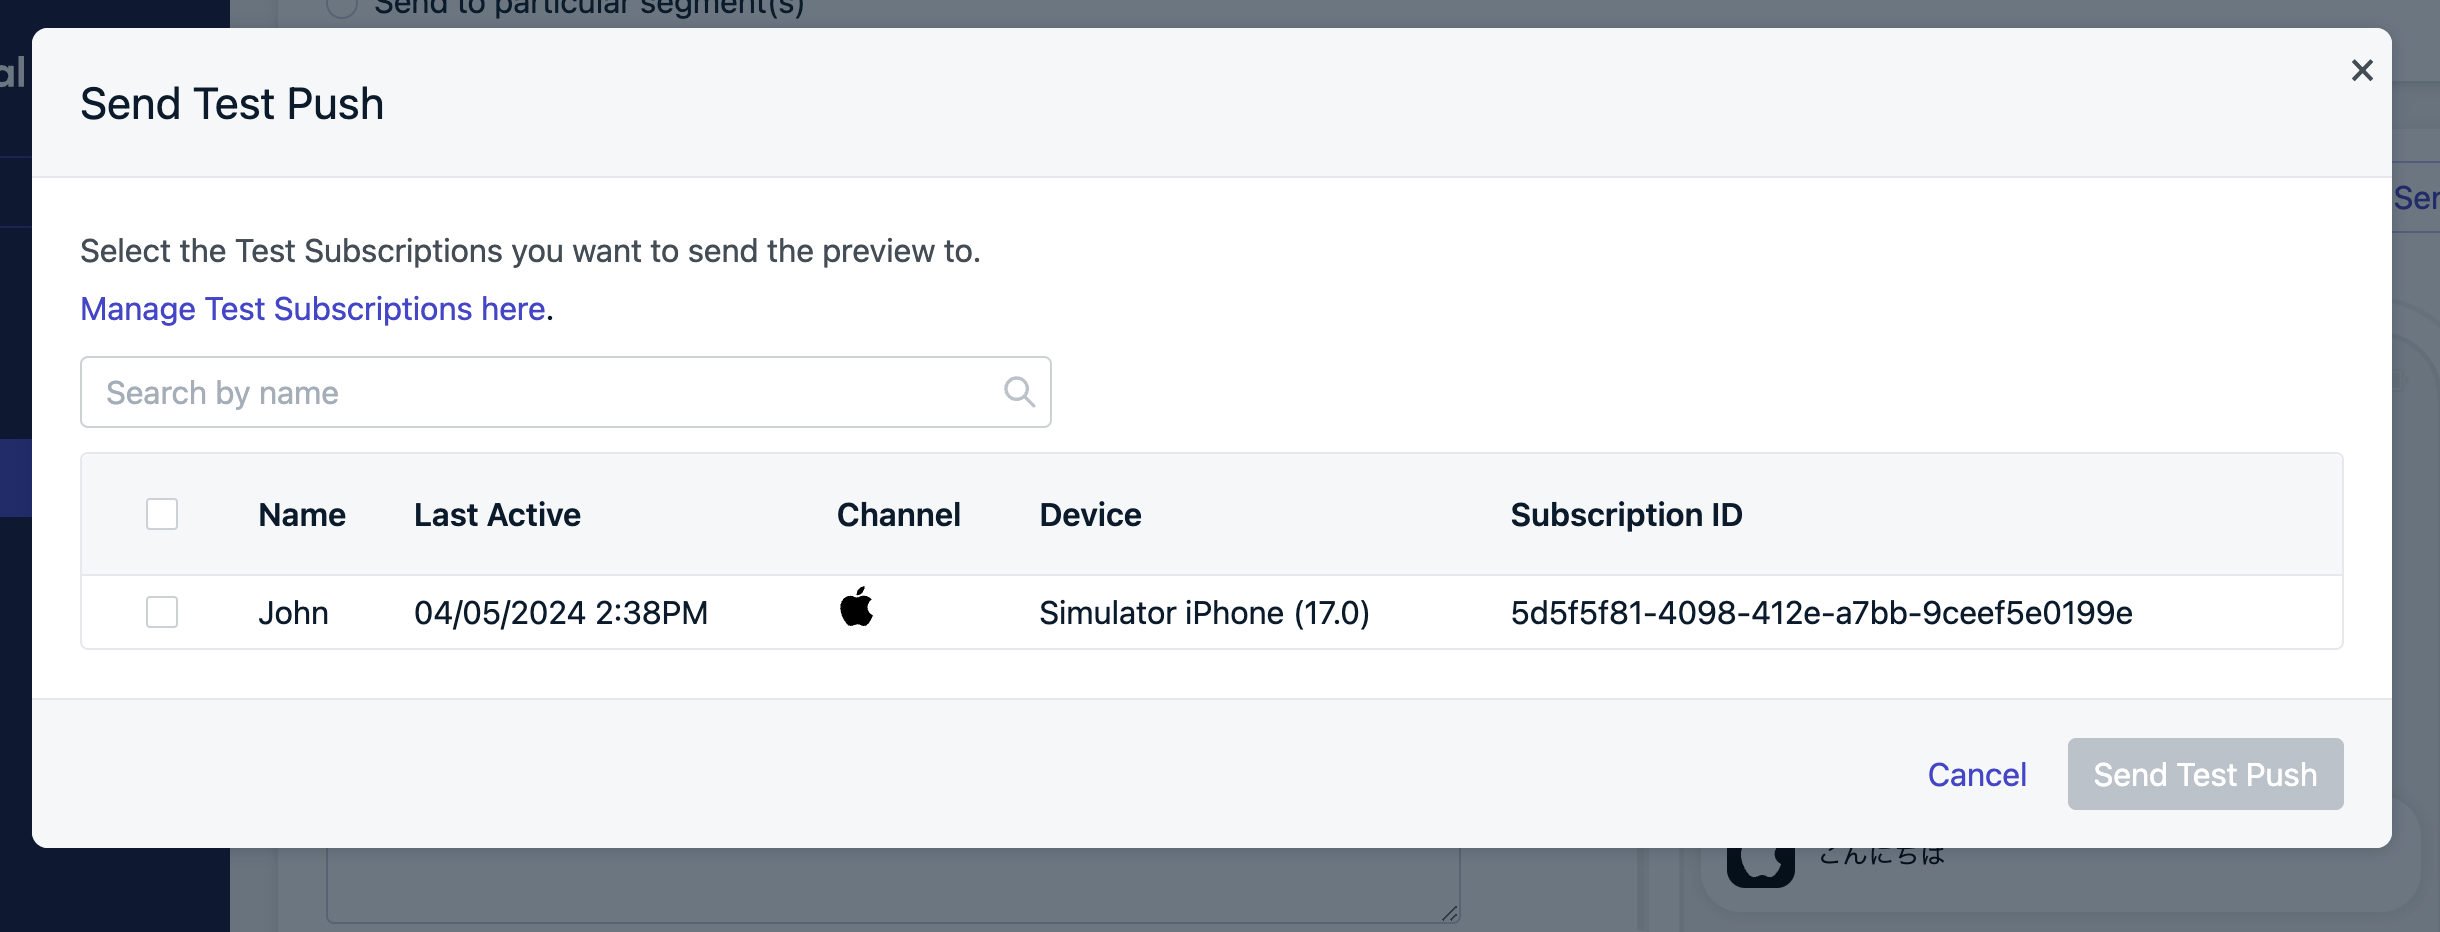 Send to particular segment(s)
al
Send Test Push
Select the Test Subscriptions you want to send the preview to.
Manage Test Subscriptions here.
Search by name
Name Last Active Channel Device Subscription ID
John 04/05/2024 2:38PM Simulator iPhone (17.0) 5d5f5f81-4098-412e-a7bb-9ceef5e0199e
Cancel Send Test Push
こんにちは